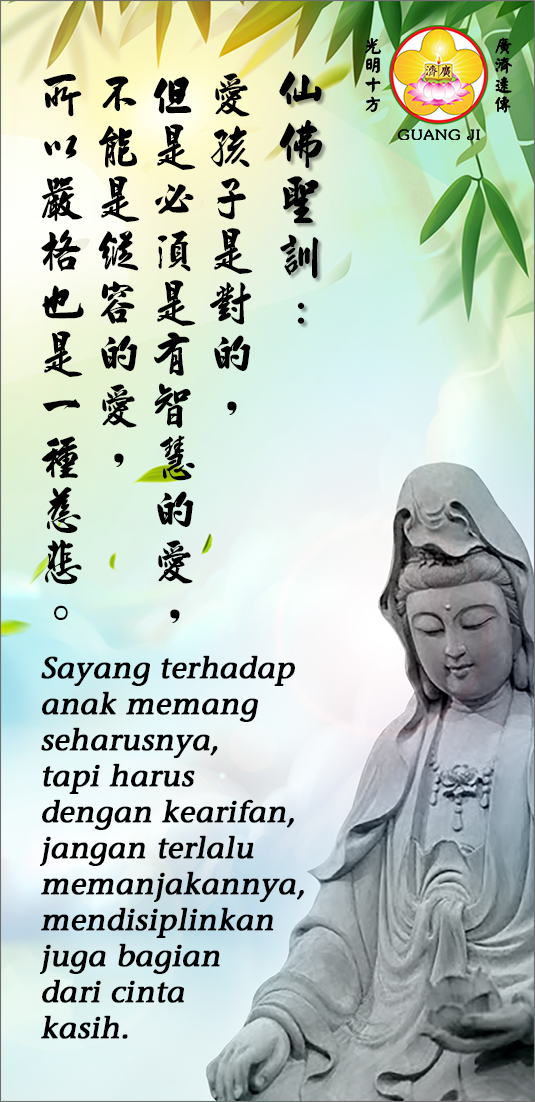 廣濟達傳
光明十方
濟廣
GUANG JI
仙佛聖訓：
愛孩子是對的，
但是必須是有智慧的愛，
不能是縱容的愛，
所以嚴格也是一種慈悲。
Sayang terhadap
anak memang
seharusnya,
tapi harus
dengan kearifan,
jangan terlalu
memanjakannya,
mendisiplinkan
juga bagian
dari cinta
kasih.